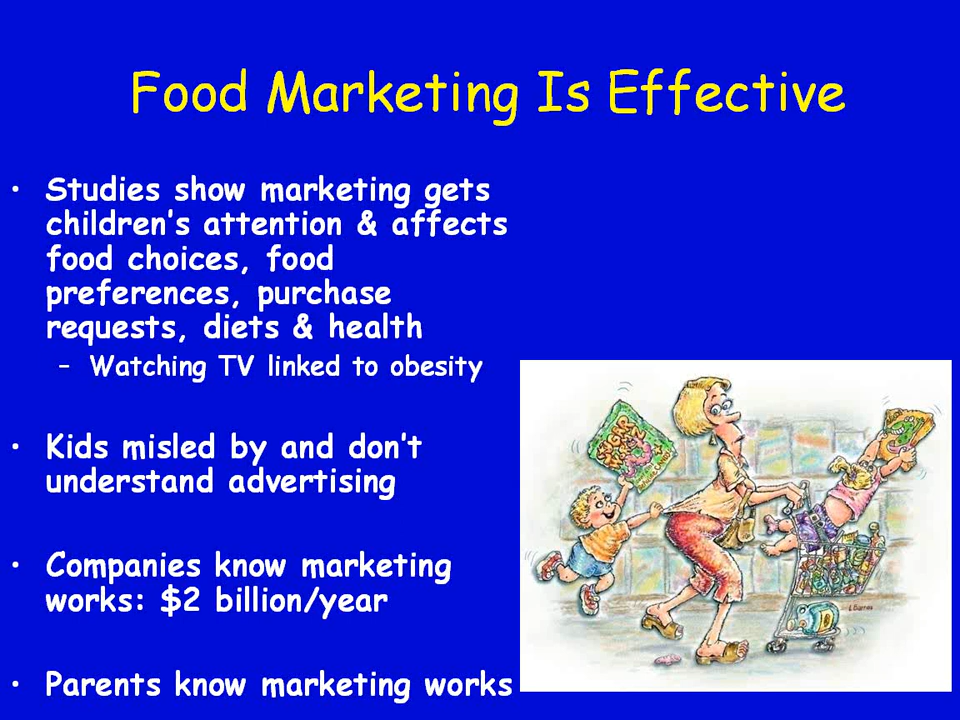 Food Marketing Is Effective
• Studies show marketing gets
children's attention & affects
food choices, food
preferences, purchase
requests, diets & health
– Watching TV linked to obesity
• Kids misled by and don't
understand advertising
• Companies know marketing
works: $2 billion/year
• Parents know marketing works
SUGAR